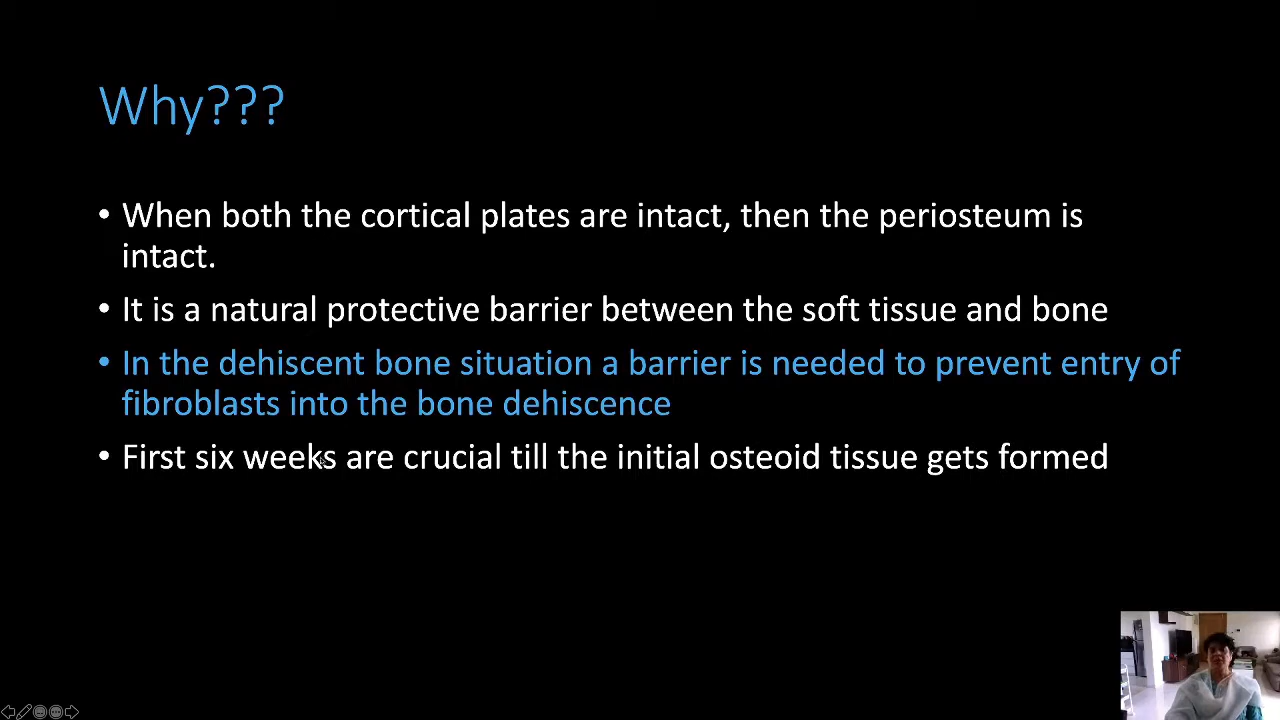 Why???
• When both the cortical plates are intact, then the periosteum is
intact.
• It is a natural protective barrier between the soft tissue and bone
• In the dehiscent bone situation a barrier is needed to prevent entry of
fibroblasts into the bone dehiscence
• First six weeks are crucial till the initial osteoid tissue gets formed